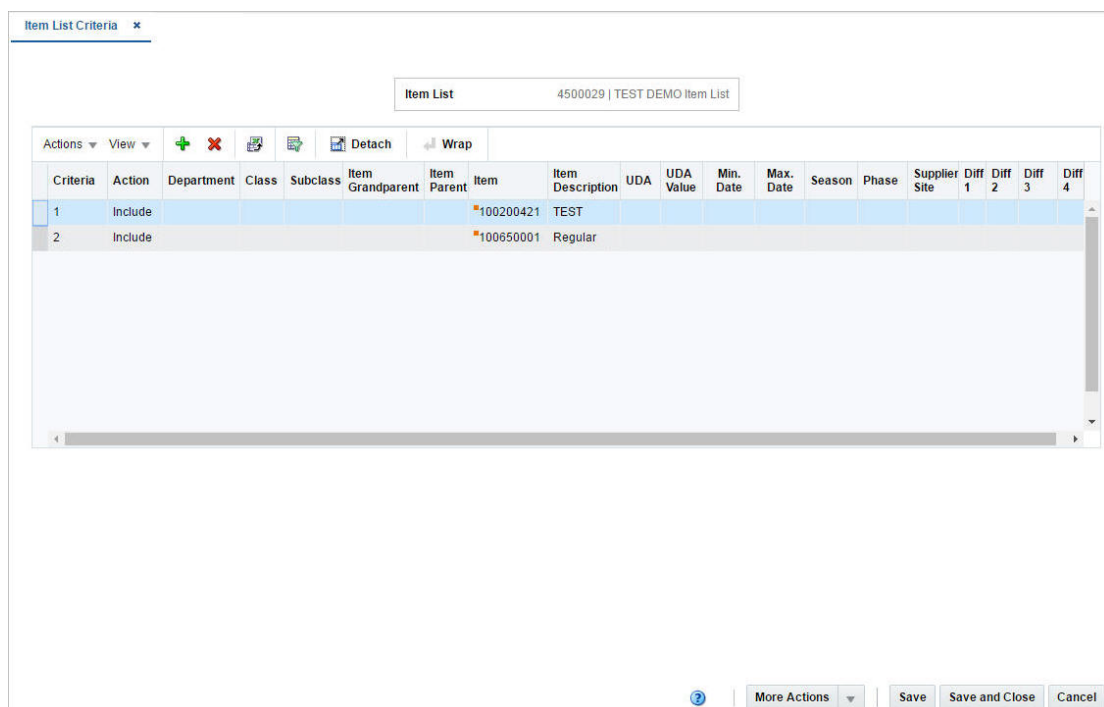 Item List Criteria ×
Item List 4500029 | TEST DEMO Item List
Actions View Detach Wrap
Criteria Action Department Class Subclass Item Grandparent Item Parent Item Item Description UDA UDA Value Min. Date Max. Date Season Phase Supplier Site Diff 1 Diff 2 Diff 3 Diff 4
1 Include 100200421 TEST
2 Include 100650001 Regular
? More Actions Save Save and Close Cancel